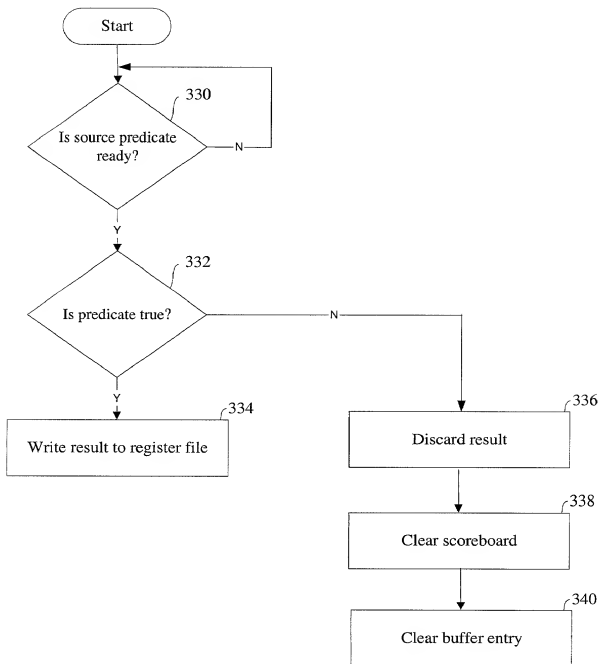 Start
330
Is source predicate
ready?
N
Y
332
Is predicate true?
N
Y
334
Write result to register file
336
Discard result
338
Clear scoreboard
340
Clear buffer entry